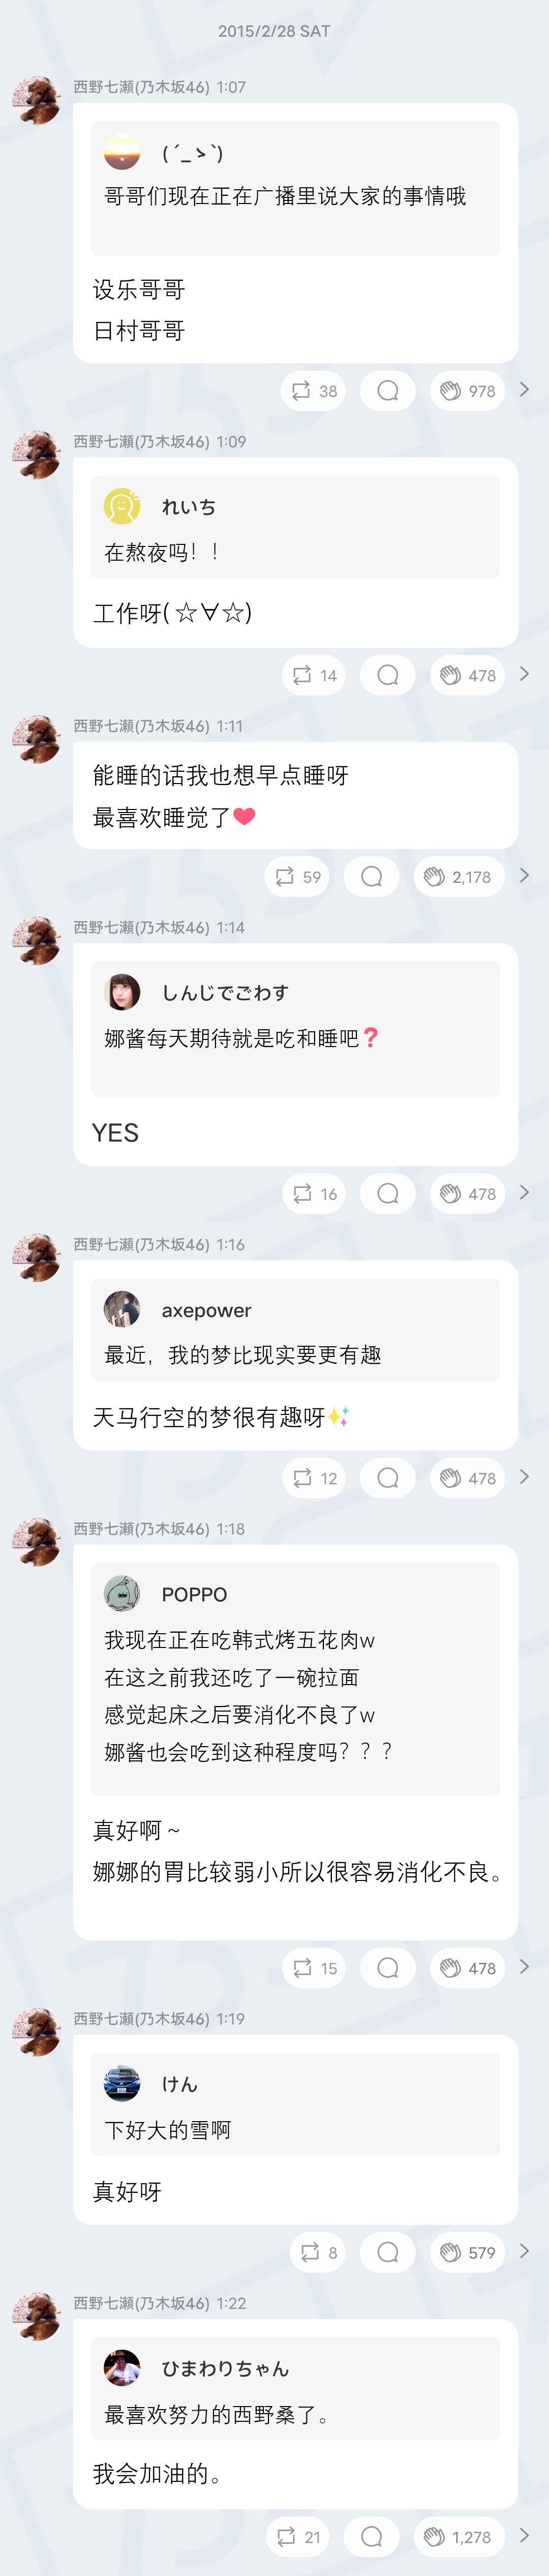 2015/2/28 SAT
西野七瀬(乃木坂46) 1:07
( ´_ゝ`)
哥哥们现在正在广播里说大家的事情哦
设乐哥哥
日村哥哥
38
978
西野七瀬(乃木坂46) 1:09
れいち
在熬夜吗！！
工作呀(☆∀☆)
14
478
西野七瀬(乃木坂46) 1:11
能睡的话我也想早点睡呀
最喜欢睡觉了❤
59
2,178
西野七瀬(乃木坂46) 1:14
しんじでごわす
娜酱每天期待就是吃和睡吧❓
YES
16
478
西野七瀬(乃木坂46) 1:16
axepower
最近，我的梦比现实要更有趣
天马行空的梦很有趣呀✨
12
478
西野七瀬(乃木坂46) 1:18
POPPO
我现在正在吃韩式烤五花肉w
在这之前我还吃了一碗拉面
感觉起床之后要消化不良了w
娜酱也会吃到这种程度吗？？？
真好啊～
娜娜的胃比较弱小所以很容易消化不良。
15
478
西野七瀬(乃木坂46) 1:19
けん
下好大的雪啊
真好呀
8
579
西野七瀬(乃木坂46) 1:22
ひまわりちゃん
最喜欢努力的西野桑了。
我会加油的。
21
1,278